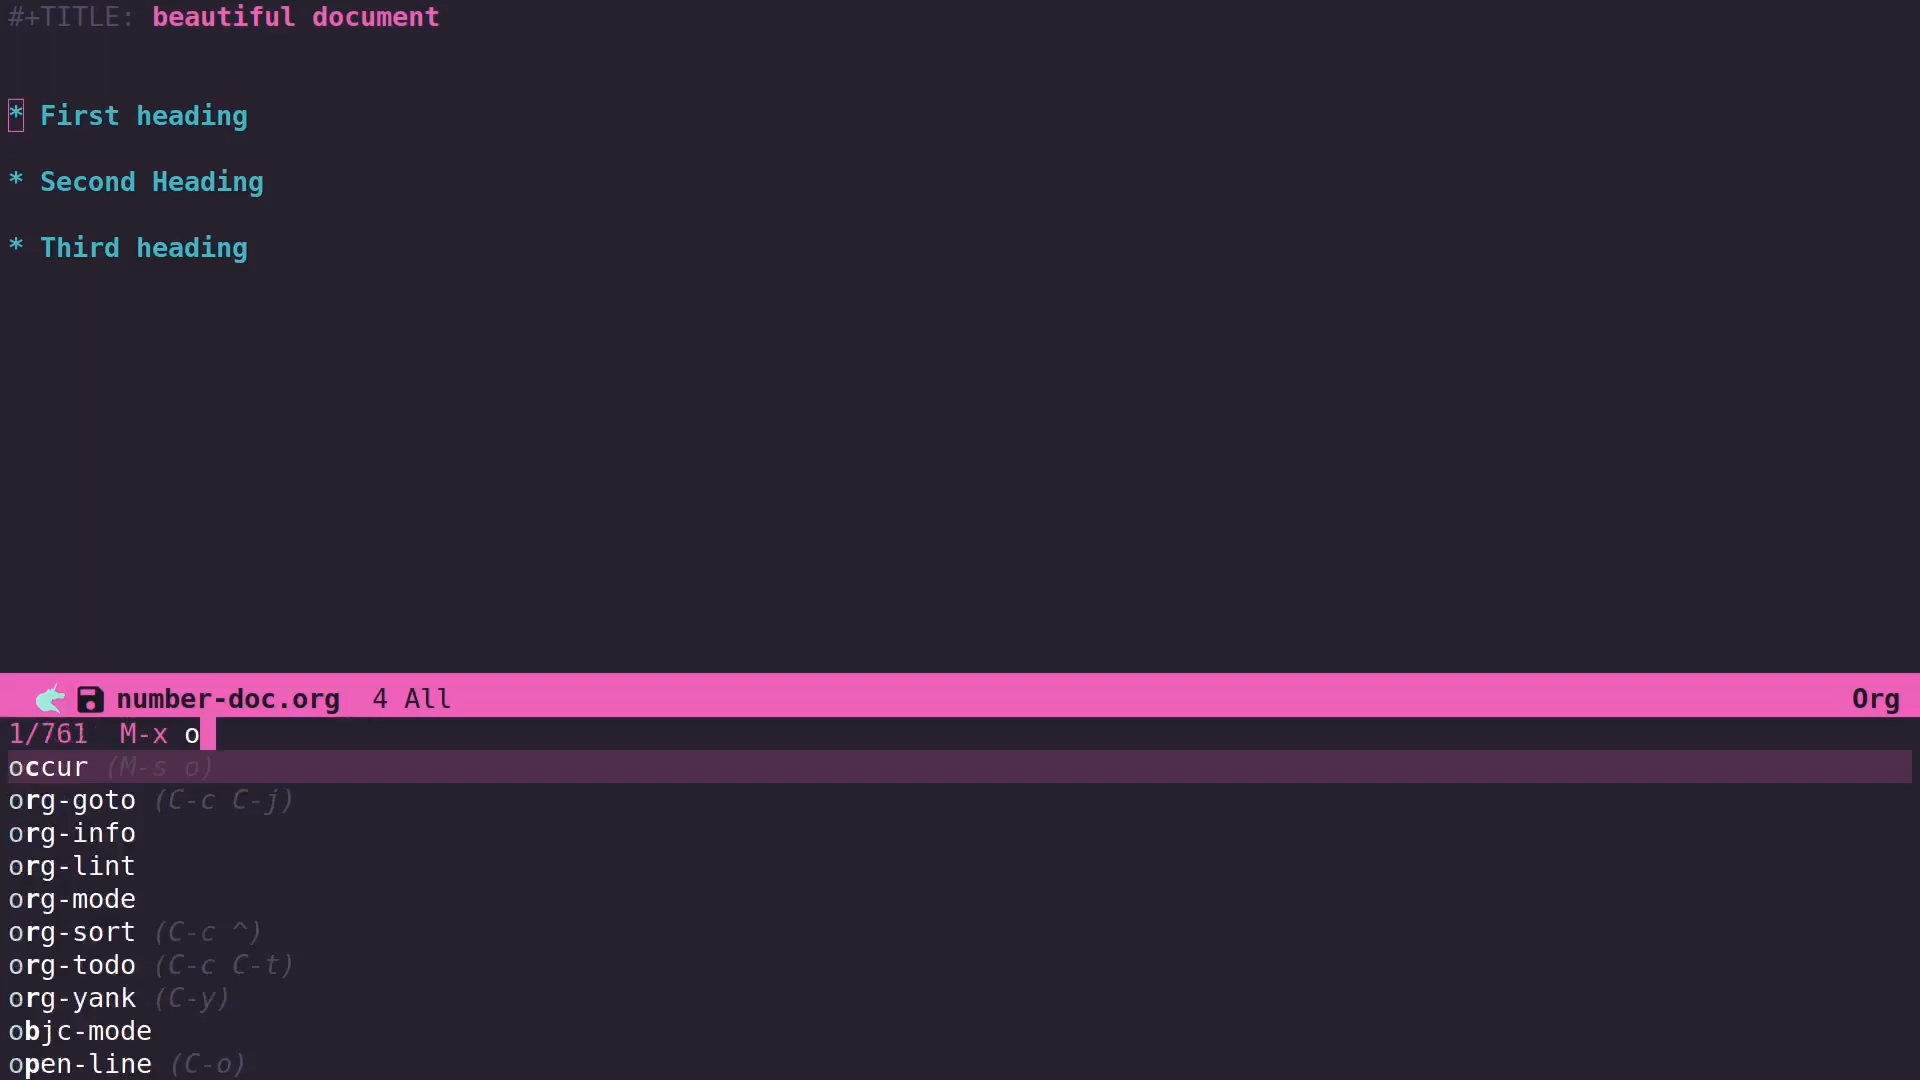 #+TITLE: beautiful document
* First heading
* Second Heading
* Third heading
number-doc.org 4 All Org
1/761 M-x o
occur (M-s o)
org-goto (C-c C-j)
org-info
org-lint
org-mode
org-sort (C-c ^)
org-todo (C-c C-t)
org-yank (C-y)
objc-mode
open-line (C-o)